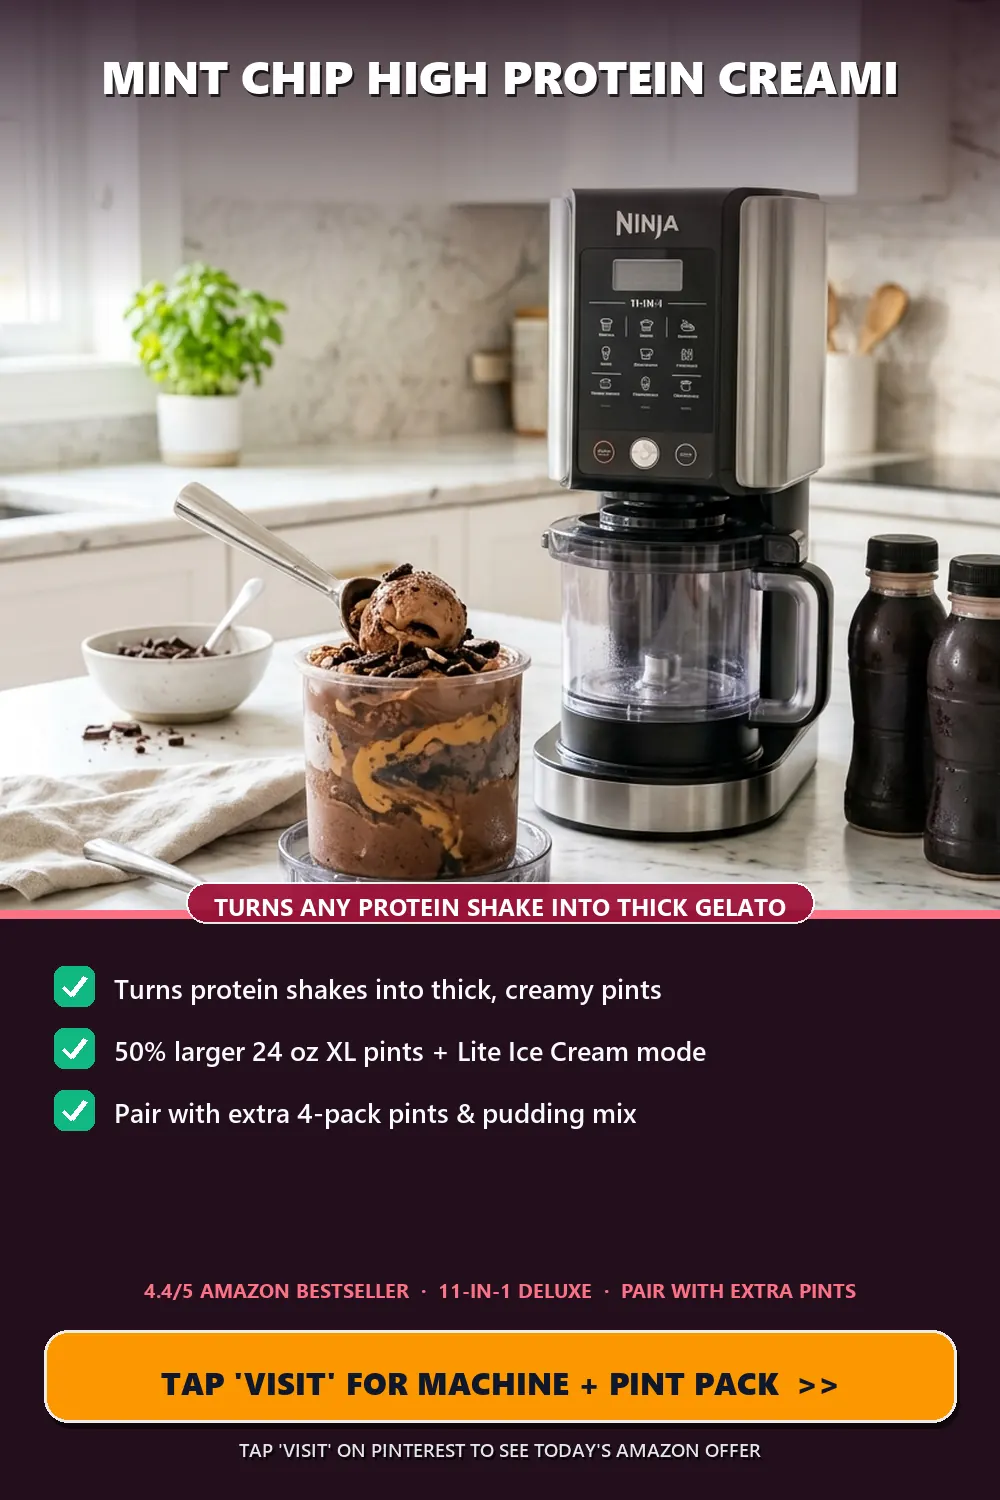 MINT CHIP HIGH PROTEIN CREAMI
NINJA
11-IN-1
TURNS ANY PROTEIN SHAKE INTO THICK GELATO
Turns protein shakes into thick, creamy pints
50% larger 24 oz XL pints + Lite Ice Cream mode
Pair with extra 4-pack pints & pudding mix
4.4/5 AMAZON BESTSELLER · 11-IN-1 DELUXE · PAIR WITH EXTRA PINTS
TAP 'VISIT' FOR MACHINE + PINT PACK >>
TAP 'VISIT' ON PINTEREST TO SEE TODAY'S AMAZON OFFER